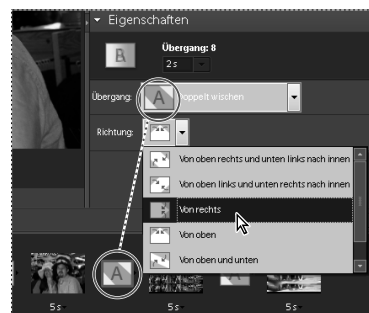 Eigenschaften
B
Übergang: 8
2s
Übergang:
A
Doppelt wischen
Richtung:
Von oben rechts und unten links nach innen
Von oben links und unten rechts nach innen
Von rechts
Von oben
Von oben und unten
A
A
5s
5s
5s